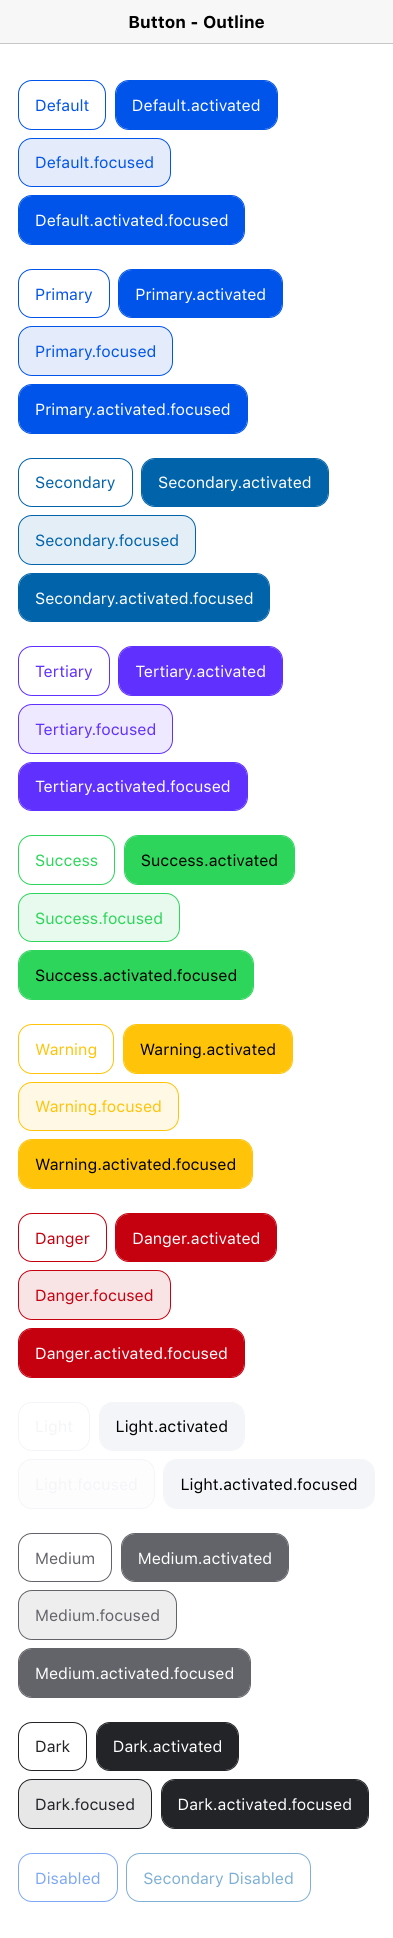 Button - Outline
Default Default.activated
Default.focused
Default.activated.focused
Primary Primary.activated
Primary.focused
Primary.activated.focused
Secondary Secondary.activated
Secondary.focused
Secondary.activated.focused
Tertiary Tertiary.activated
Tertiary.focused
Tertiary.activated.focused
Success Success.activated
Success.focused
Success.activated.focused
Warning Warning.activated
Warning.focused
Warning.activated.focused
Danger Danger.activated
Danger.focused
Danger.activated.focused
Light Light.activated
Light.focused Light.activated.focused
Medium Medium.activated
Medium.focused
Medium.activated.focused
Dark Dark.activated
Dark.focused Dark.activated.focused
Disabled Secondary Disabled